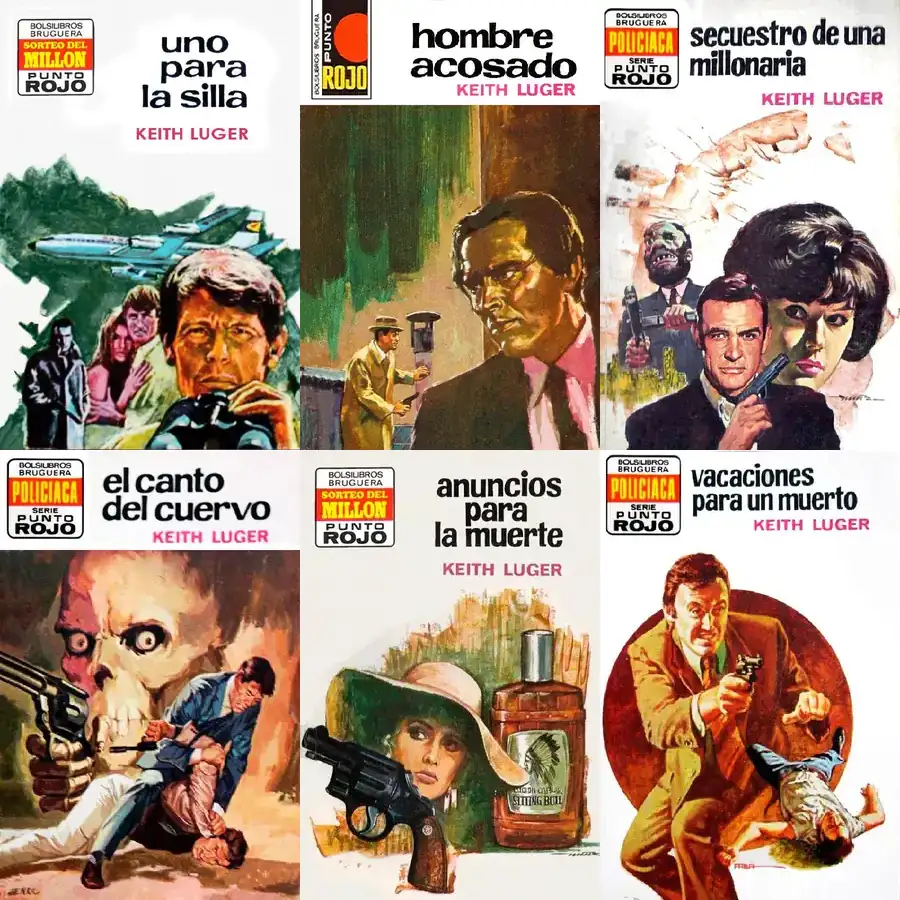 BOLSILIBROS
BRUGUERA
SORTEO DEL
MILLON
PUNTO
ROJO
uno
para
la silla
KEITH LUGER
BOLSILIBROS BRUGUERA
PUNTO
ROJO
hombre
acosado
KEITH LUGER
BOLSILIBROS
BRUGUERA
POLICIACA
SERIE
PUNTO
ROJO
secuestro de una
millonaria
KEITH LUGER
BOLSILIBROS
BRUGUERA
POLICIACA
SERIE
PUNTO
ROJO
el canto
del cuervo
KEITH LUGER
BOLSILIBROS
BRUGUERA
SORTEO DEL
MILLON
PUNTO
ROJO
anuncios
para
la muerte
KEITH LUGER
SITTING BULL
BOLSILIBROS
BRUGUERA
POLICIACA
SERIE
PUNTO
ROJO
vacaciones
para un muerto
KEITH LUGER